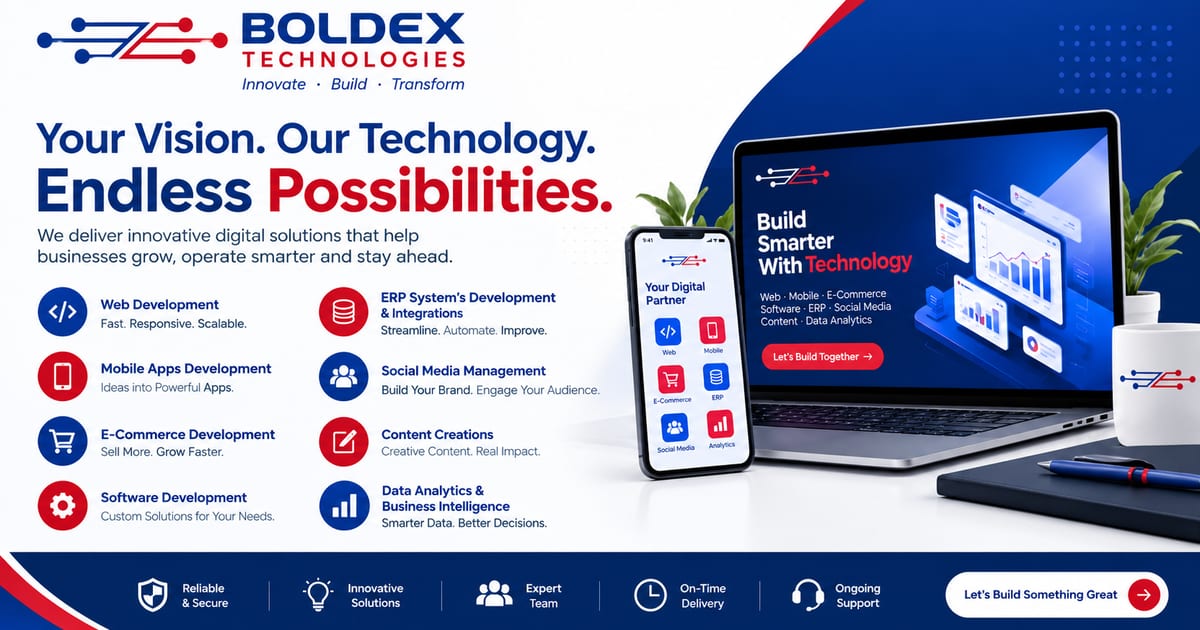 BOLDEX
TECHNOLOGIES
Innovate · Build · Transform
Your Vision. Our Technology.
Endless Possibilities.
We deliver innovative digital solutions that help
businesses grow, operate smarter and stay ahead.
Web Development
Fast. Responsive. Scalable.
Mobile Apps Development
Ideas into Powerful Apps.
E-Commerce Development
Sell More. Grow Faster.
Software Development
Custom Solutions for Your Needs.
ERP System's Development
& Integrations
Streamline. Automate. Improve.
Social Media Management
Build Your Brand. Engage Your Audience.
Content Creations
Creative Content. Real Impact.
Data Analytics &
Business Intelligence
Smarter Data. Better Decisions.
9:41
Your Digital
Partner
Web
Mobile
E-Commerce
ERP
Social Media
Analytics
Build
Smarter
With Technology
Web · Mobile · E-Commerce
Software · ERP · Social Media
Content · Data Analytics
Let's Build Together →
Reliable
& Secure
Innovative
Solutions
Expert
Team
On-Time
Delivery
Ongoing
Support
Let's Build Something Great